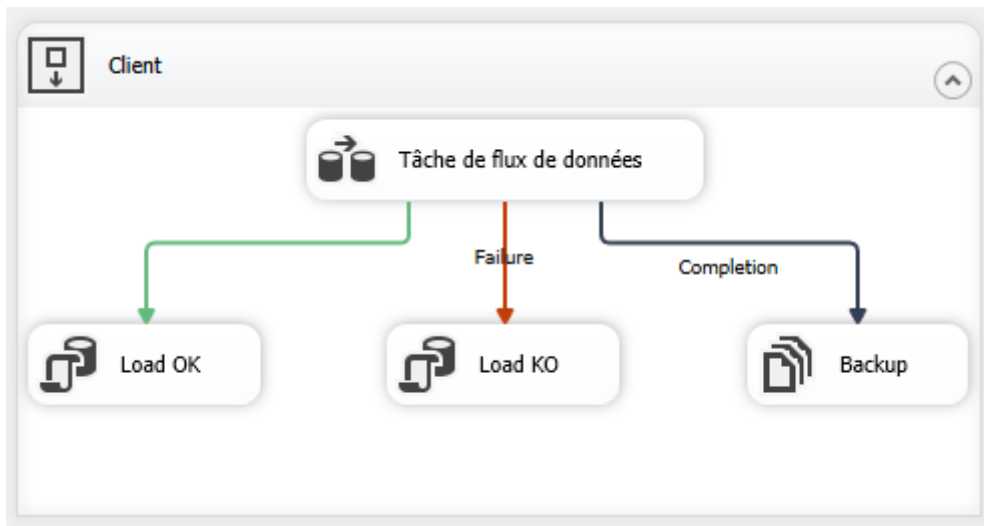 Client
Tâche de flux de données
Failure
Completion
Load OK
Load KO
Backup